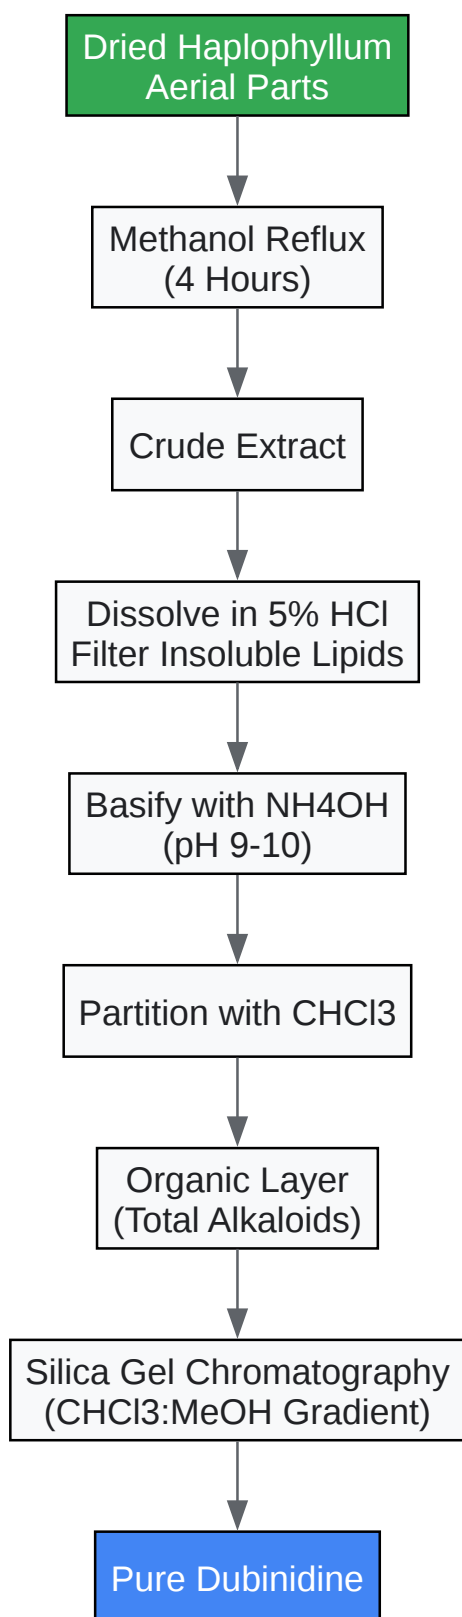 Dried Haplophyllum
Aerial Parts
Methanol Reflux
(4 Hours)
Crude Extract
Dissolve in 5% HCl
Filter Insoluble Lipids
Basify with NH4OH
(pH 9-10)
Partition with CHCl3
Organic Layer
(Total Alkaloids)
Silica Gel Chromatography
(CHCl3:MeOH Gradient)
Pure Dubinidine